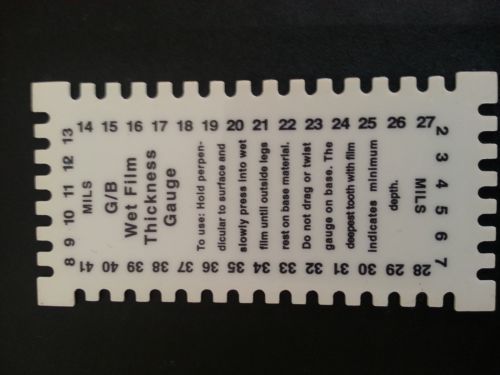 14 15 16 17 18 19 20 21 22 23 24 25 26 27
8 9 10 11 12 13
MILS
G/B
Wet Film
Thickness
Gauge
To use: Hold perpen-
dicular to surface and
slowly press into wet
film until outside legs
rest on base material.
Do not drag or twist
gauge on base. The
deepest tooth with film
Indicates minimum
depth.
MILS
2 3 4 5 6 7
28 29 30 31 32 33 34 35 36 37 38 39 40 41